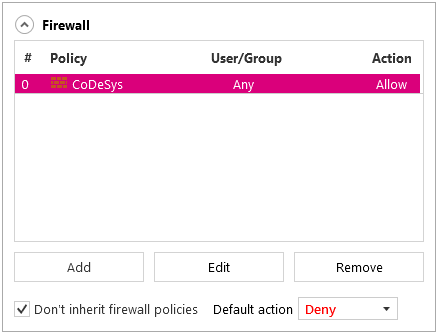 Firewall
# Policy User/Group Action
0 CoDeSys Any Allow
Add Edit Remove
Don't inherit firewall policies Default action Deny